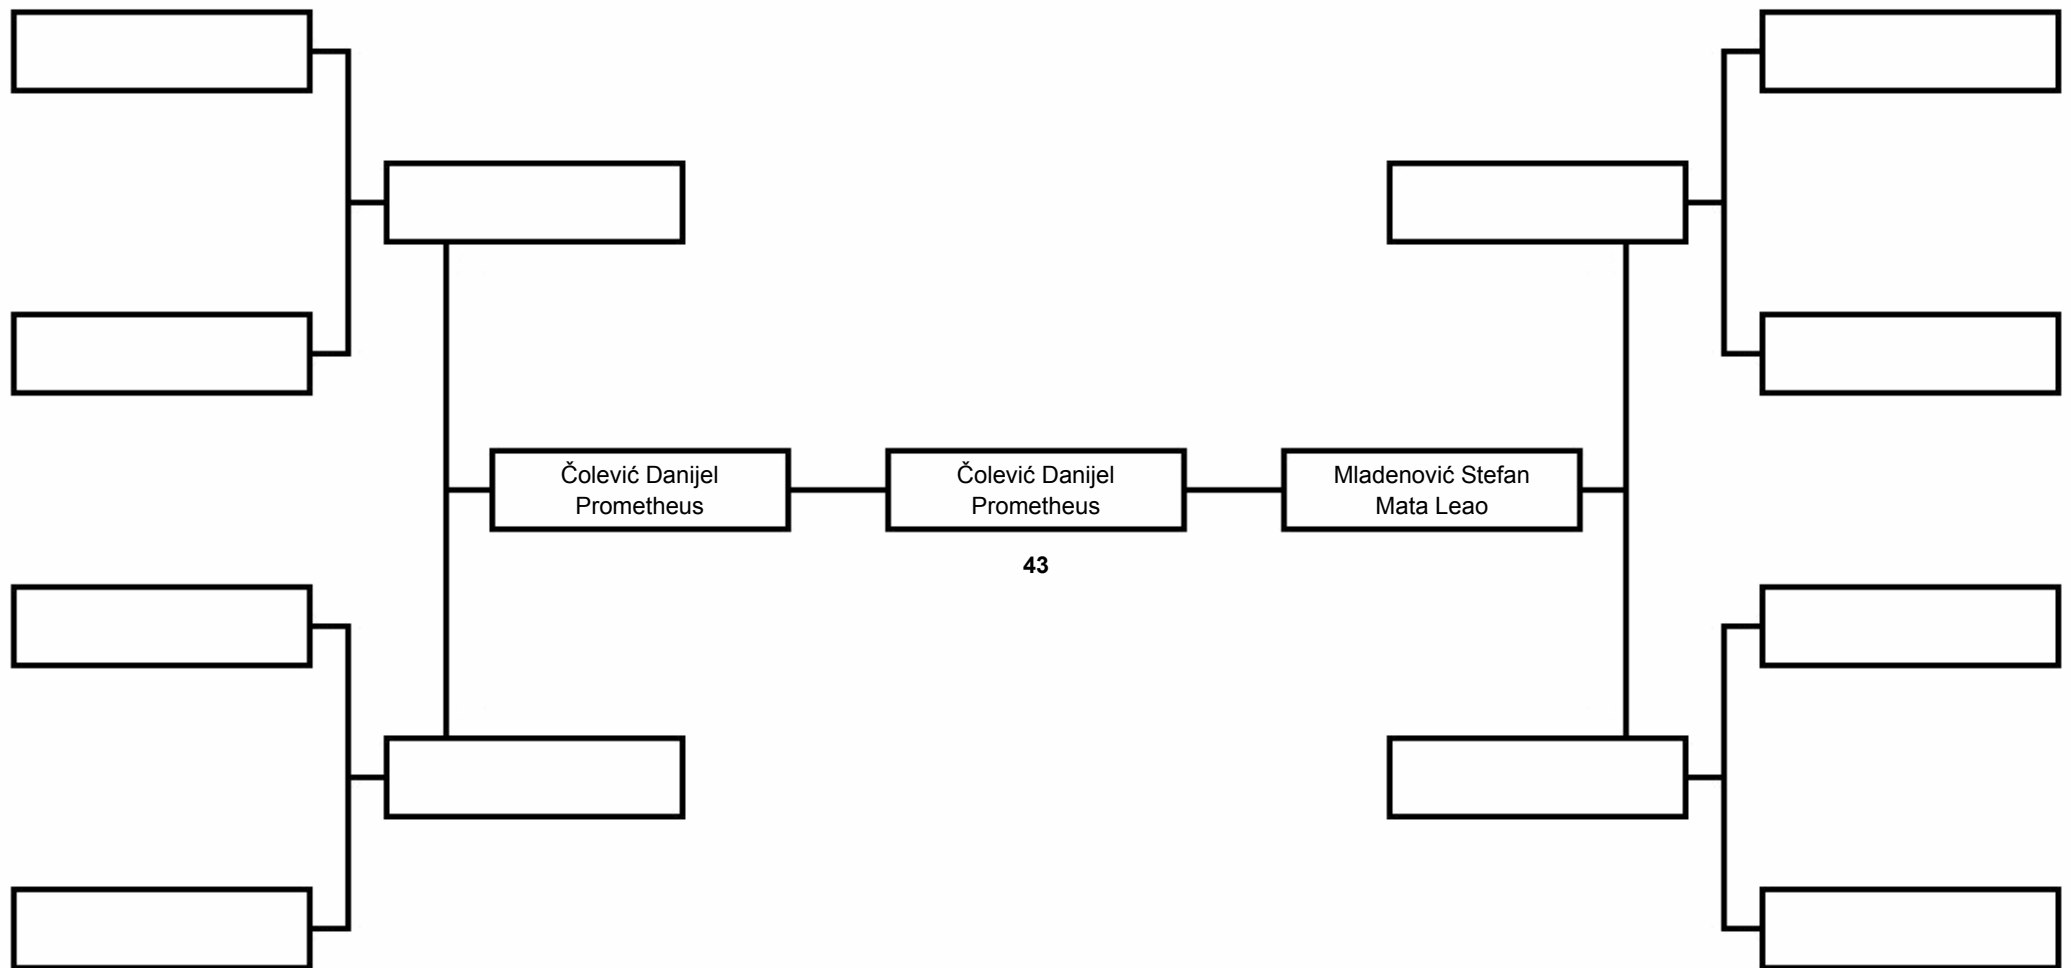 Čolević Danijel
Prometheus
Čolević Danijel
Prometheus
Mladenović Stefan
Mata Leao
43